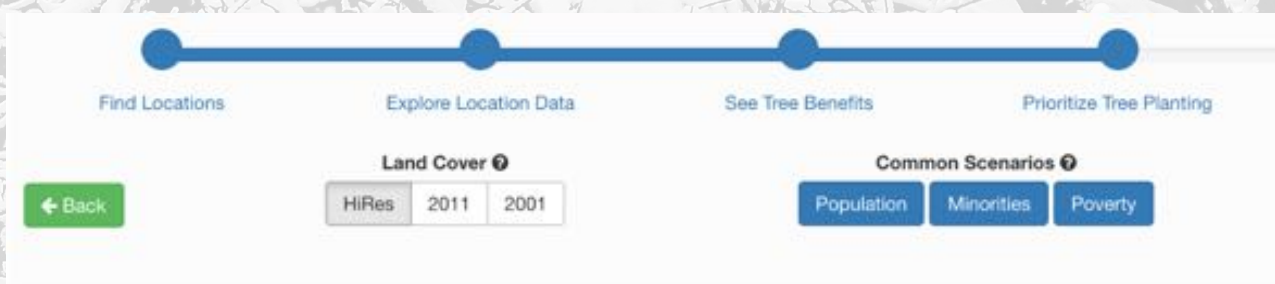 Find Locations Explore Location Data See Tree Benefits Prioritize Tree Planting
Land Cover Common Scenarios
Back HiRes 2011 2001 Population Minorities Poverty